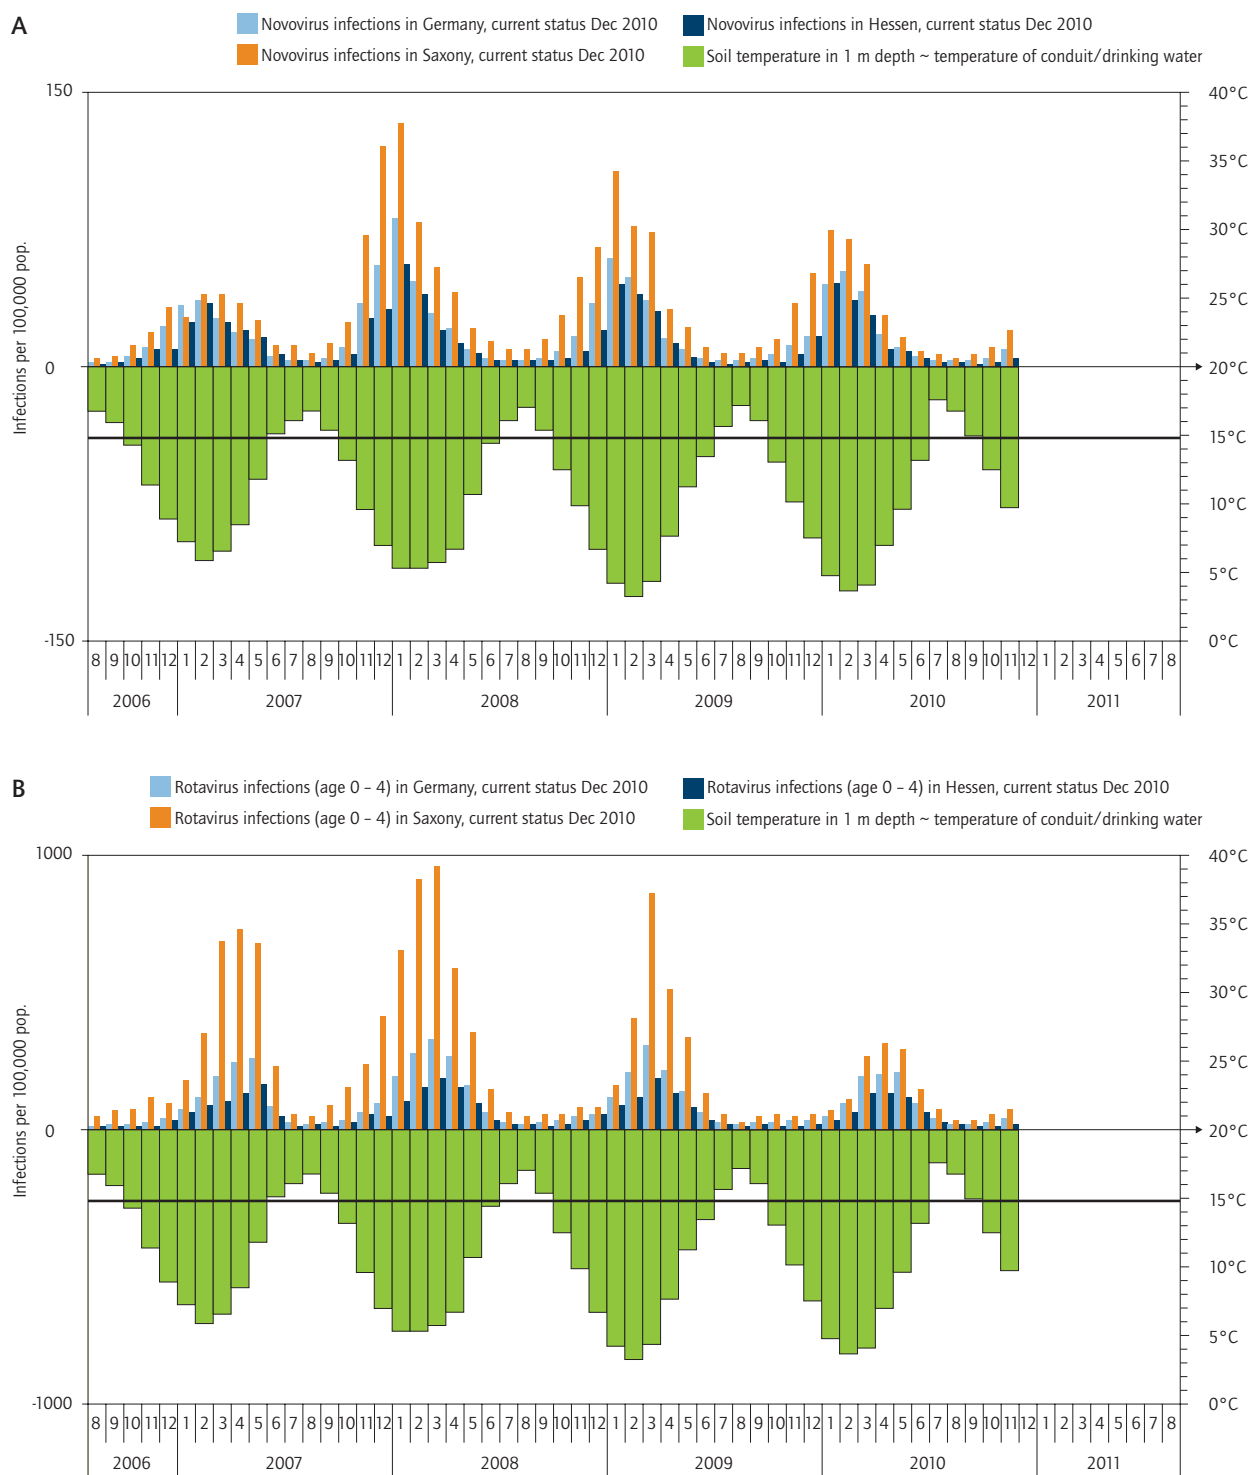 A
Novovirus infections in Germany, current status Dec 2010
Novovirus infections in Hessen, current status Dec 2010
Novovirus infections in Saxony, current status Dec 2010
Soil temperature in 1 m depth ~ temperature of conduit/drinking water
150
0
-150
Infections per 100,000 pop.
40°C
35°C
30°C
25°C
20°C
15°C
10°C
5°C
0°C
8 9 10 11 12 1 2 3 4 5 6 7 8 9 10 11 12 1 2 3 4 5 6 7 8 9 10 11 12 1 2 3 4 5 6 7 8 9 10 11 12 1 2 3 4 5 6 7 8 9 10 11 12 1 2 3 4 5 6 7 8
2006 2007 2008 2009 2010 2011
B
Rotavirus infections (age 0 – 4) in Germany, current status Dec 2010
Rotavirus infections (age 0 – 4) in Hessen, current status Dec 2010
Rotavirus infections (age 0 – 4) in Saxony, current status Dec 2010
Soil temperature in 1 m depth ~ temperature of conduit/drinking water
1000
0
-1000
Infections per 100,000 pop.
40°C
35°C
30°C
25°C
20°C
15°C
10°C
5°C
0°C
8 9 10 11 12 1 2 3 4 5 6 7 8 9 10 11 12 1 2 3 4 5 6 7 8 9 10 11 12 1 2 3 4 5 6 7 8 9 10 11 12 1 2 3 4 5 6 7 8 9 10 11 12 1 2 3 4 5 6 7 8
2006 2007 2008 2009 2010 2011